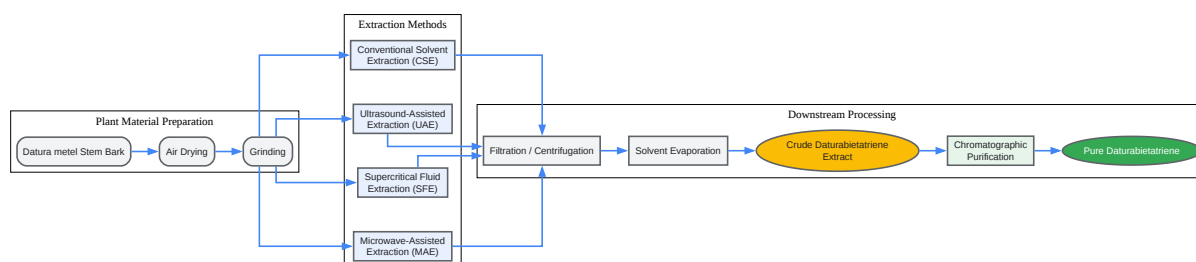 Extraction Methods
Conventional Solvent
Extraction (CSE)
Ultrasound-Assisted
Extraction (UAE)
Supercritical Fluid
Extraction (SFE)
Microwave-Assisted
Extraction (MAE)
Plant Material Preparation
Datura metel Stem Bark
Air Drying
Grinding
Downstream Processing
Filtration / Centrifugation
Solvent Evaporation
Crude Daturabietatriene
Extract
Chromatographic
Purification
Pure Daturabietatriene